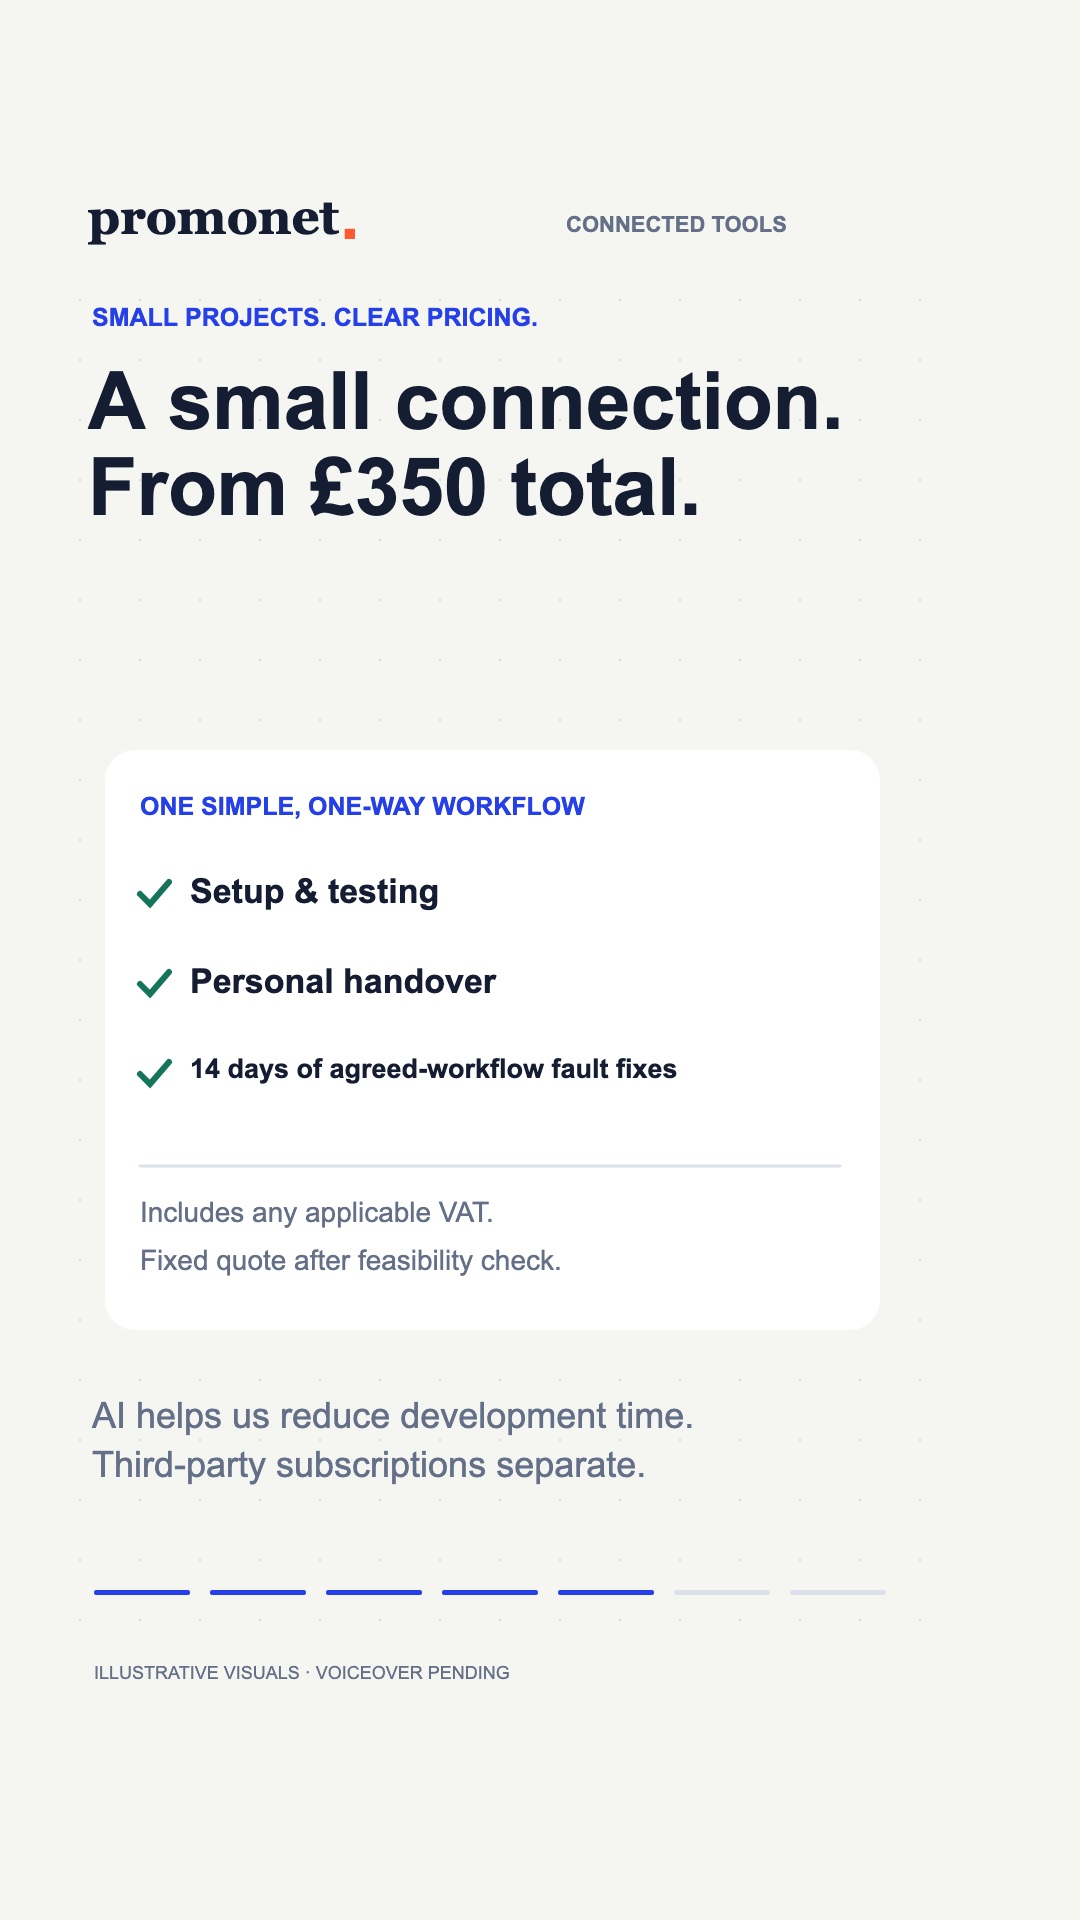 promonet.
CONNECTED TOOLS
SMALL PROJECTS. CLEAR PRICING.
A small connection.
From £350 total.
ONE SIMPLE, ONE-WAY WORKFLOW
Setup & testing
Personal handover
14 days of agreed-workflow fault fixes
Includes any applicable VAT.
Fixed quote after feasibility check.
AI helps us reduce development time.
Third-party subscriptions separate.
ILLUSTRATIVE VISUALS · VOICEOVER PENDING